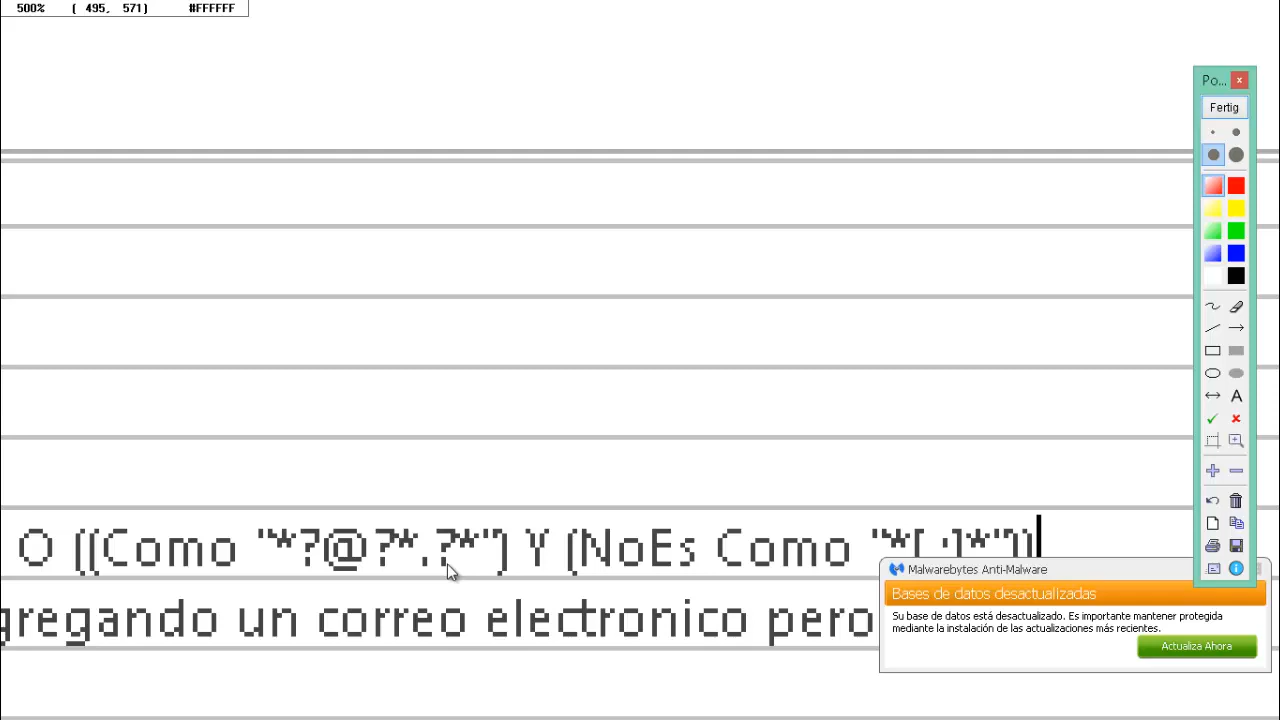 500% ( 495, 571) #FFFFFF
Po... x
Fertig
A
O ((Como "*?@?*.?*") Y (NoEs Como "*[ ,;]*"))
Malwarebytes Anti-Malware
Bases de datos desactualizadas
gregando un correo electronico pero
Su base de datos está desactualizado. Es importante mantener protegida
mediante la instalación de las actualizaciones más recientes.
Actualiza Ahora